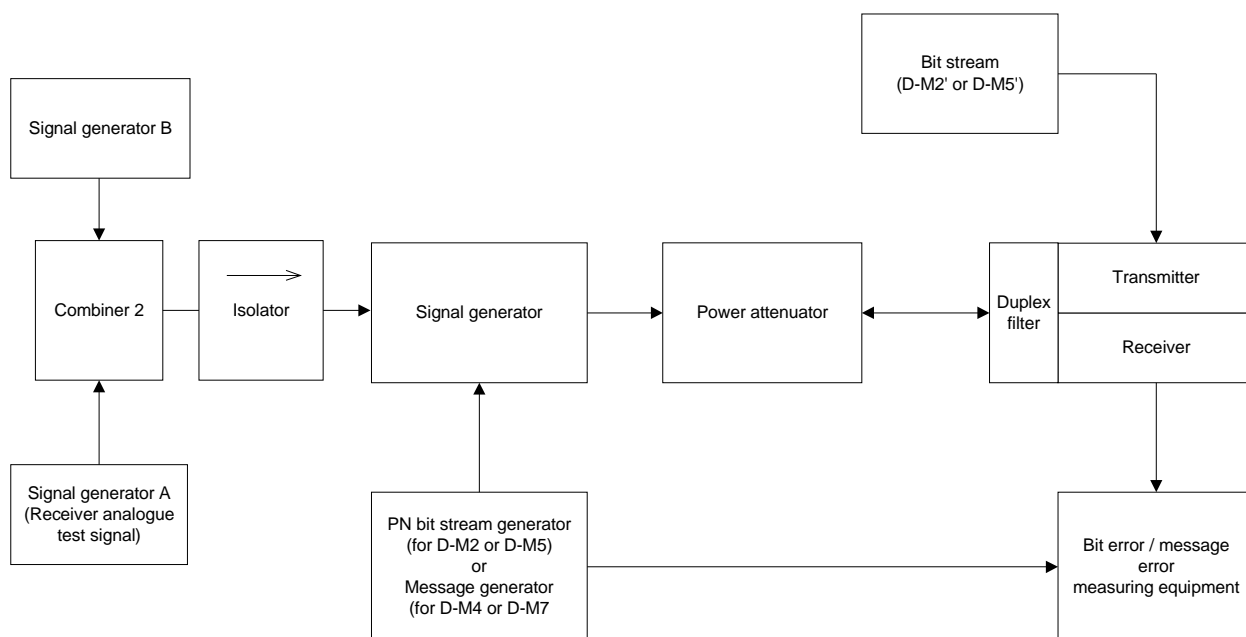 Bit stream
(D-M2' or D-M5')
Signal generator B
Combiner 2
Isolator
Signal generator
Power attenuator
Duplex
filter
Transmitter
Receiver
Signal generator A
(Receiver analogue
test signal)
PN bit stream generator
(for D-M2 or D-M5)
or
Message generator
(for D-M4 or D-M7
Bit error / message
error
measuring equipment